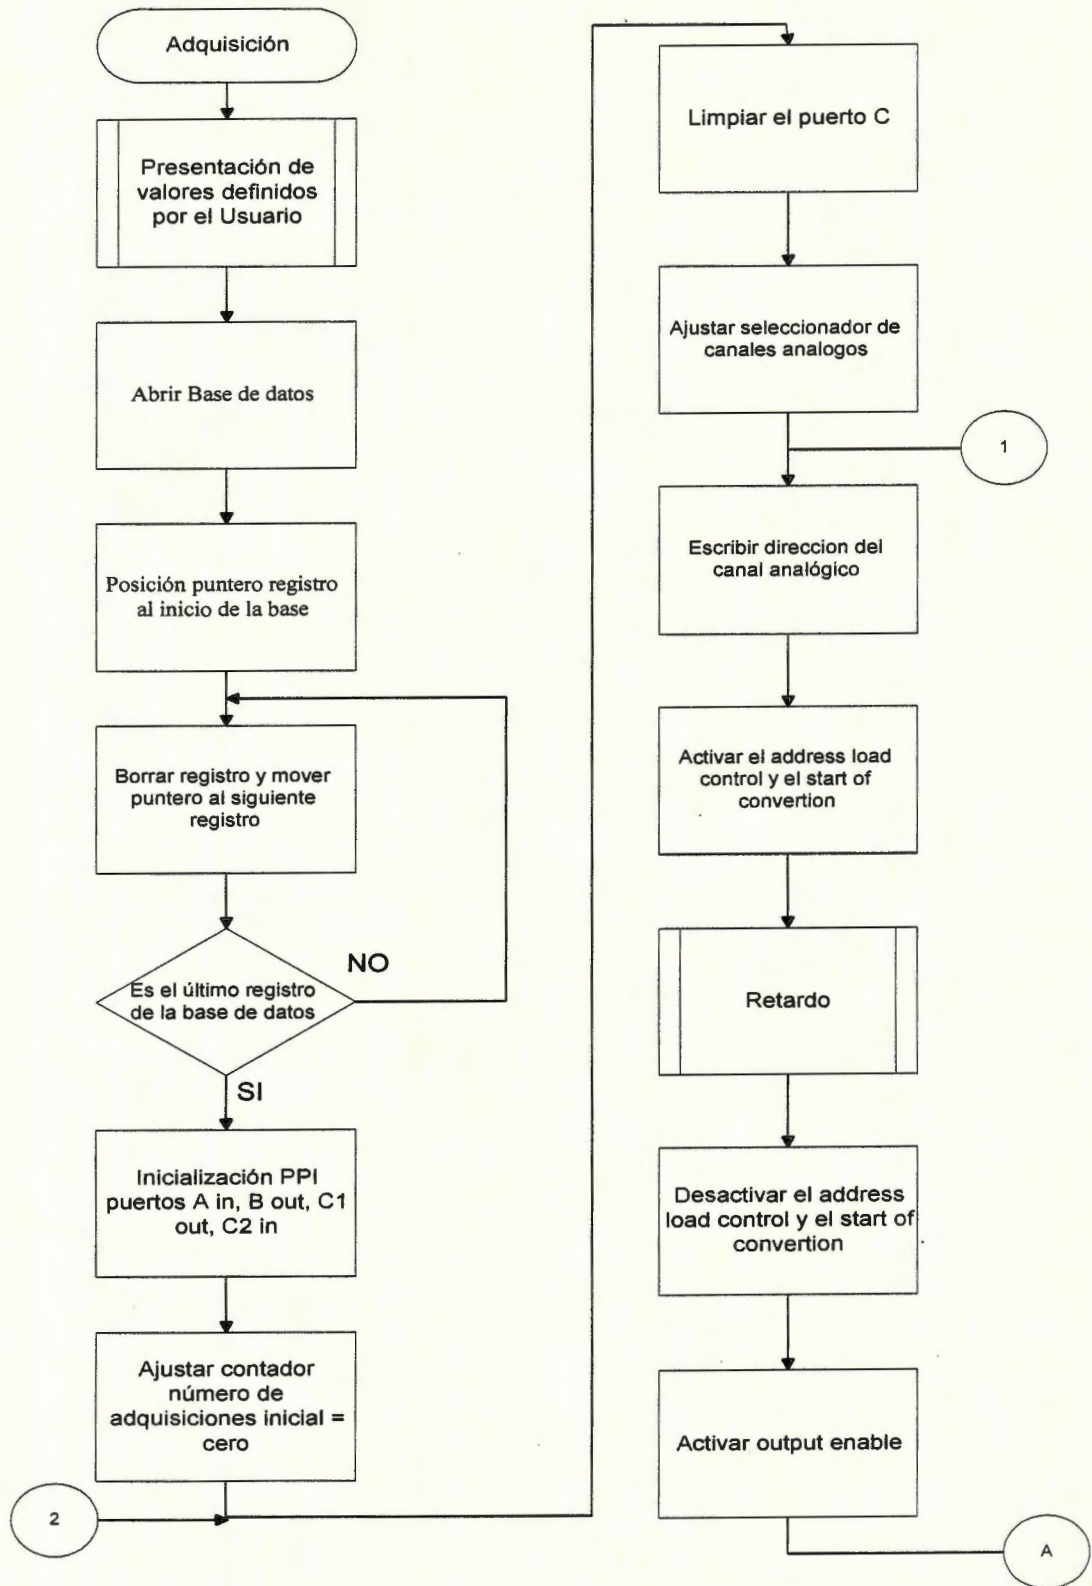 Adquisición
Presentación de
valores definidos
por el Usuario
Abrir Base de datos
Posición puntero registro
al inicio de la base
Borrar registro y mover
puntero al siguiente
registro
NO
Es el último registro
de la base de datos
SI
Inicialización PPI
puertos A in, B out, C1
out, C2 in
Ajustar contador
número de
adquisiciones inicial =
cero
2
Limpiar el puerto C
Ajustar seleccionador de
canales analogos
1
Escribir direccion del
canal analógico
Activar el address load
control y el start of
convertion
Retardo
Desactivar el address
load control y el start of
convertion
Activar output enable
A